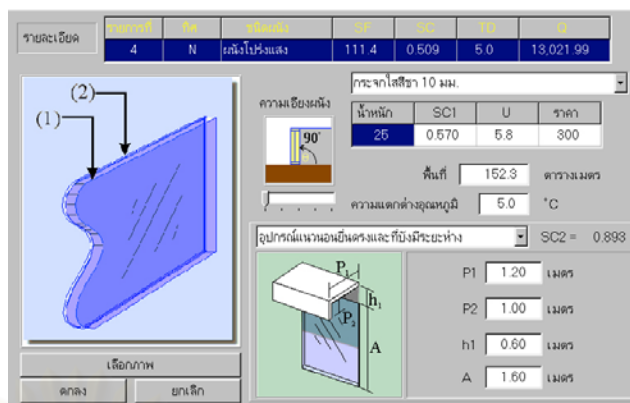 รายละเอียด
รายการที่ ทิศ ชนิดผนัง SF SC TD Q
4 N ผนังโปร่งแสง 111.4 0.509 5.0 13,021.99
(1) (2)
กระจกใสสีชา 10 มม.
ความเอียงผนัง
90°
น้ำหนัก SC1 U ราคา
25 0.570 5.8 300
พื้นที่ 152.3 ตารางเมตร
ความแตกต่างอุณหภูมิ 5.0 °C
อุปกรณ์แนวนอนยื่นตรงและที่บังมีระยะห่าง SC2 = 0.893
P1 h1 P2 A
P1 1.20 เมตร
P2 1.00 เมตร
h1 0.60 เมตร
A 1.60 เมตร
เลือกภาพ
ตกลง ยกเลิก